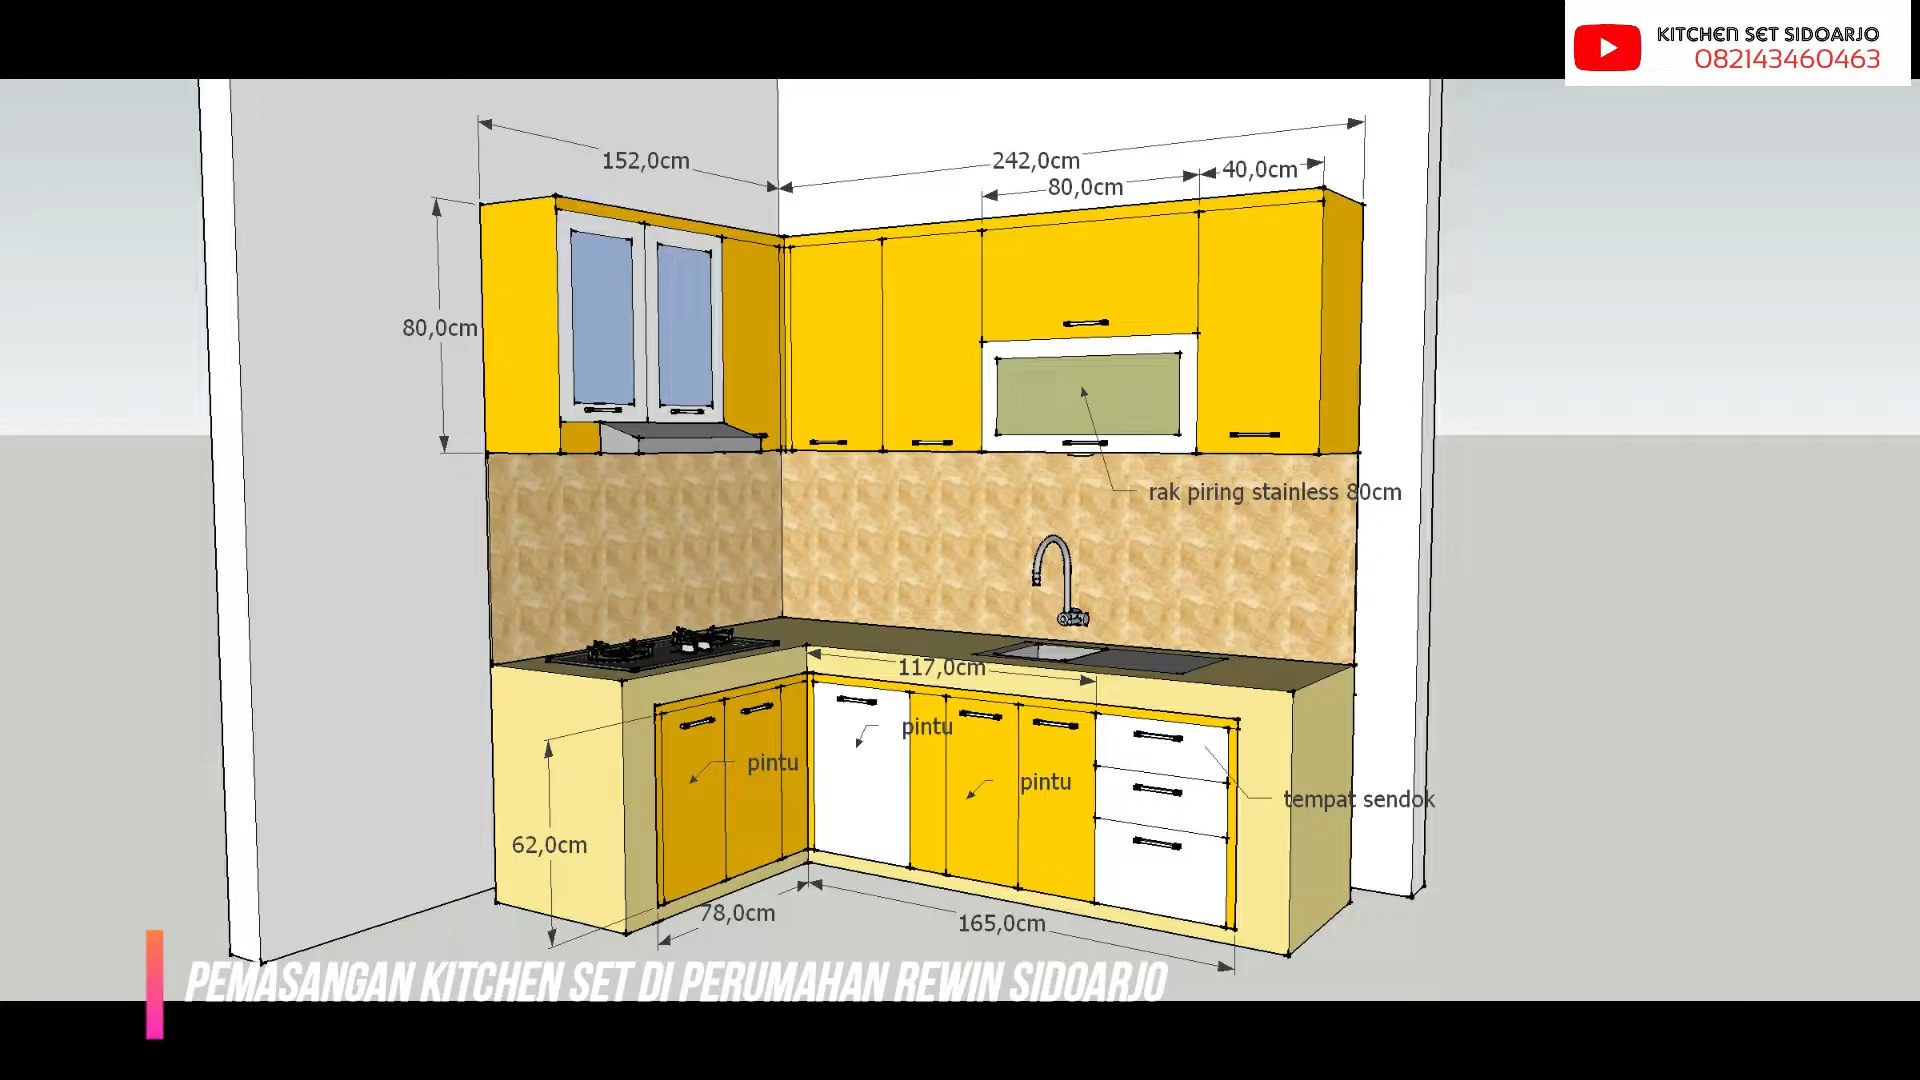 KITCHEN SET SIDOARJO
082143460463
152,0cm
242,0cm
80,0cm
40,0cm
80,0cm
rak piring stainless 80cm
117,0cm
pintu
pintu
pintu
tempat sendok
62,0cm
78,0cm
165,0cm
PEMASANGAN KITCHEN SET DI PERUMAHAN REWIN SIDOARJO